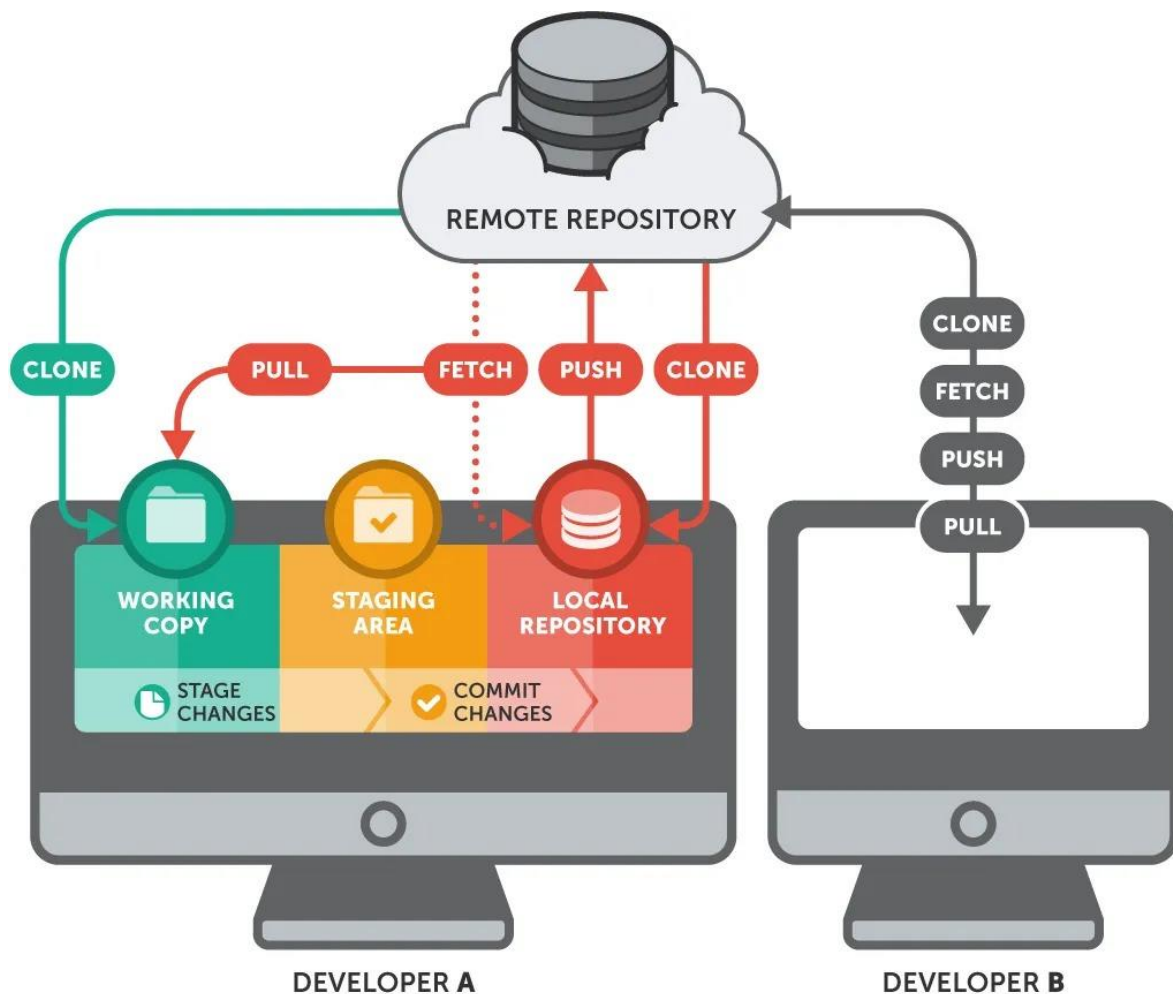 REMOTE REPOSITORY
CLONE
PULL
FETCH
PUSH
CLONE
CLONE
FETCH
PUSH
PULL
WORKING
COPY
STAGING
AREA
LOCAL
REPOSITORY
STAGE
CHANGES
COMMIT
CHANGES
DEVELOPER A
DEVELOPER B